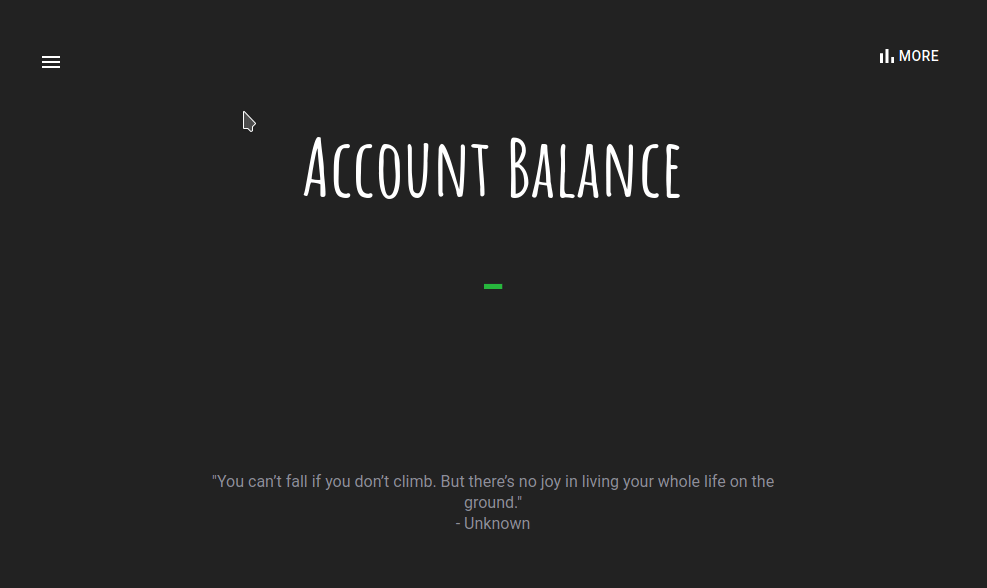 MORE
Account Balance
-
"You can’t fall if you don’t climb. But there’s no joy in living your whole life on the
ground."
- Unknown